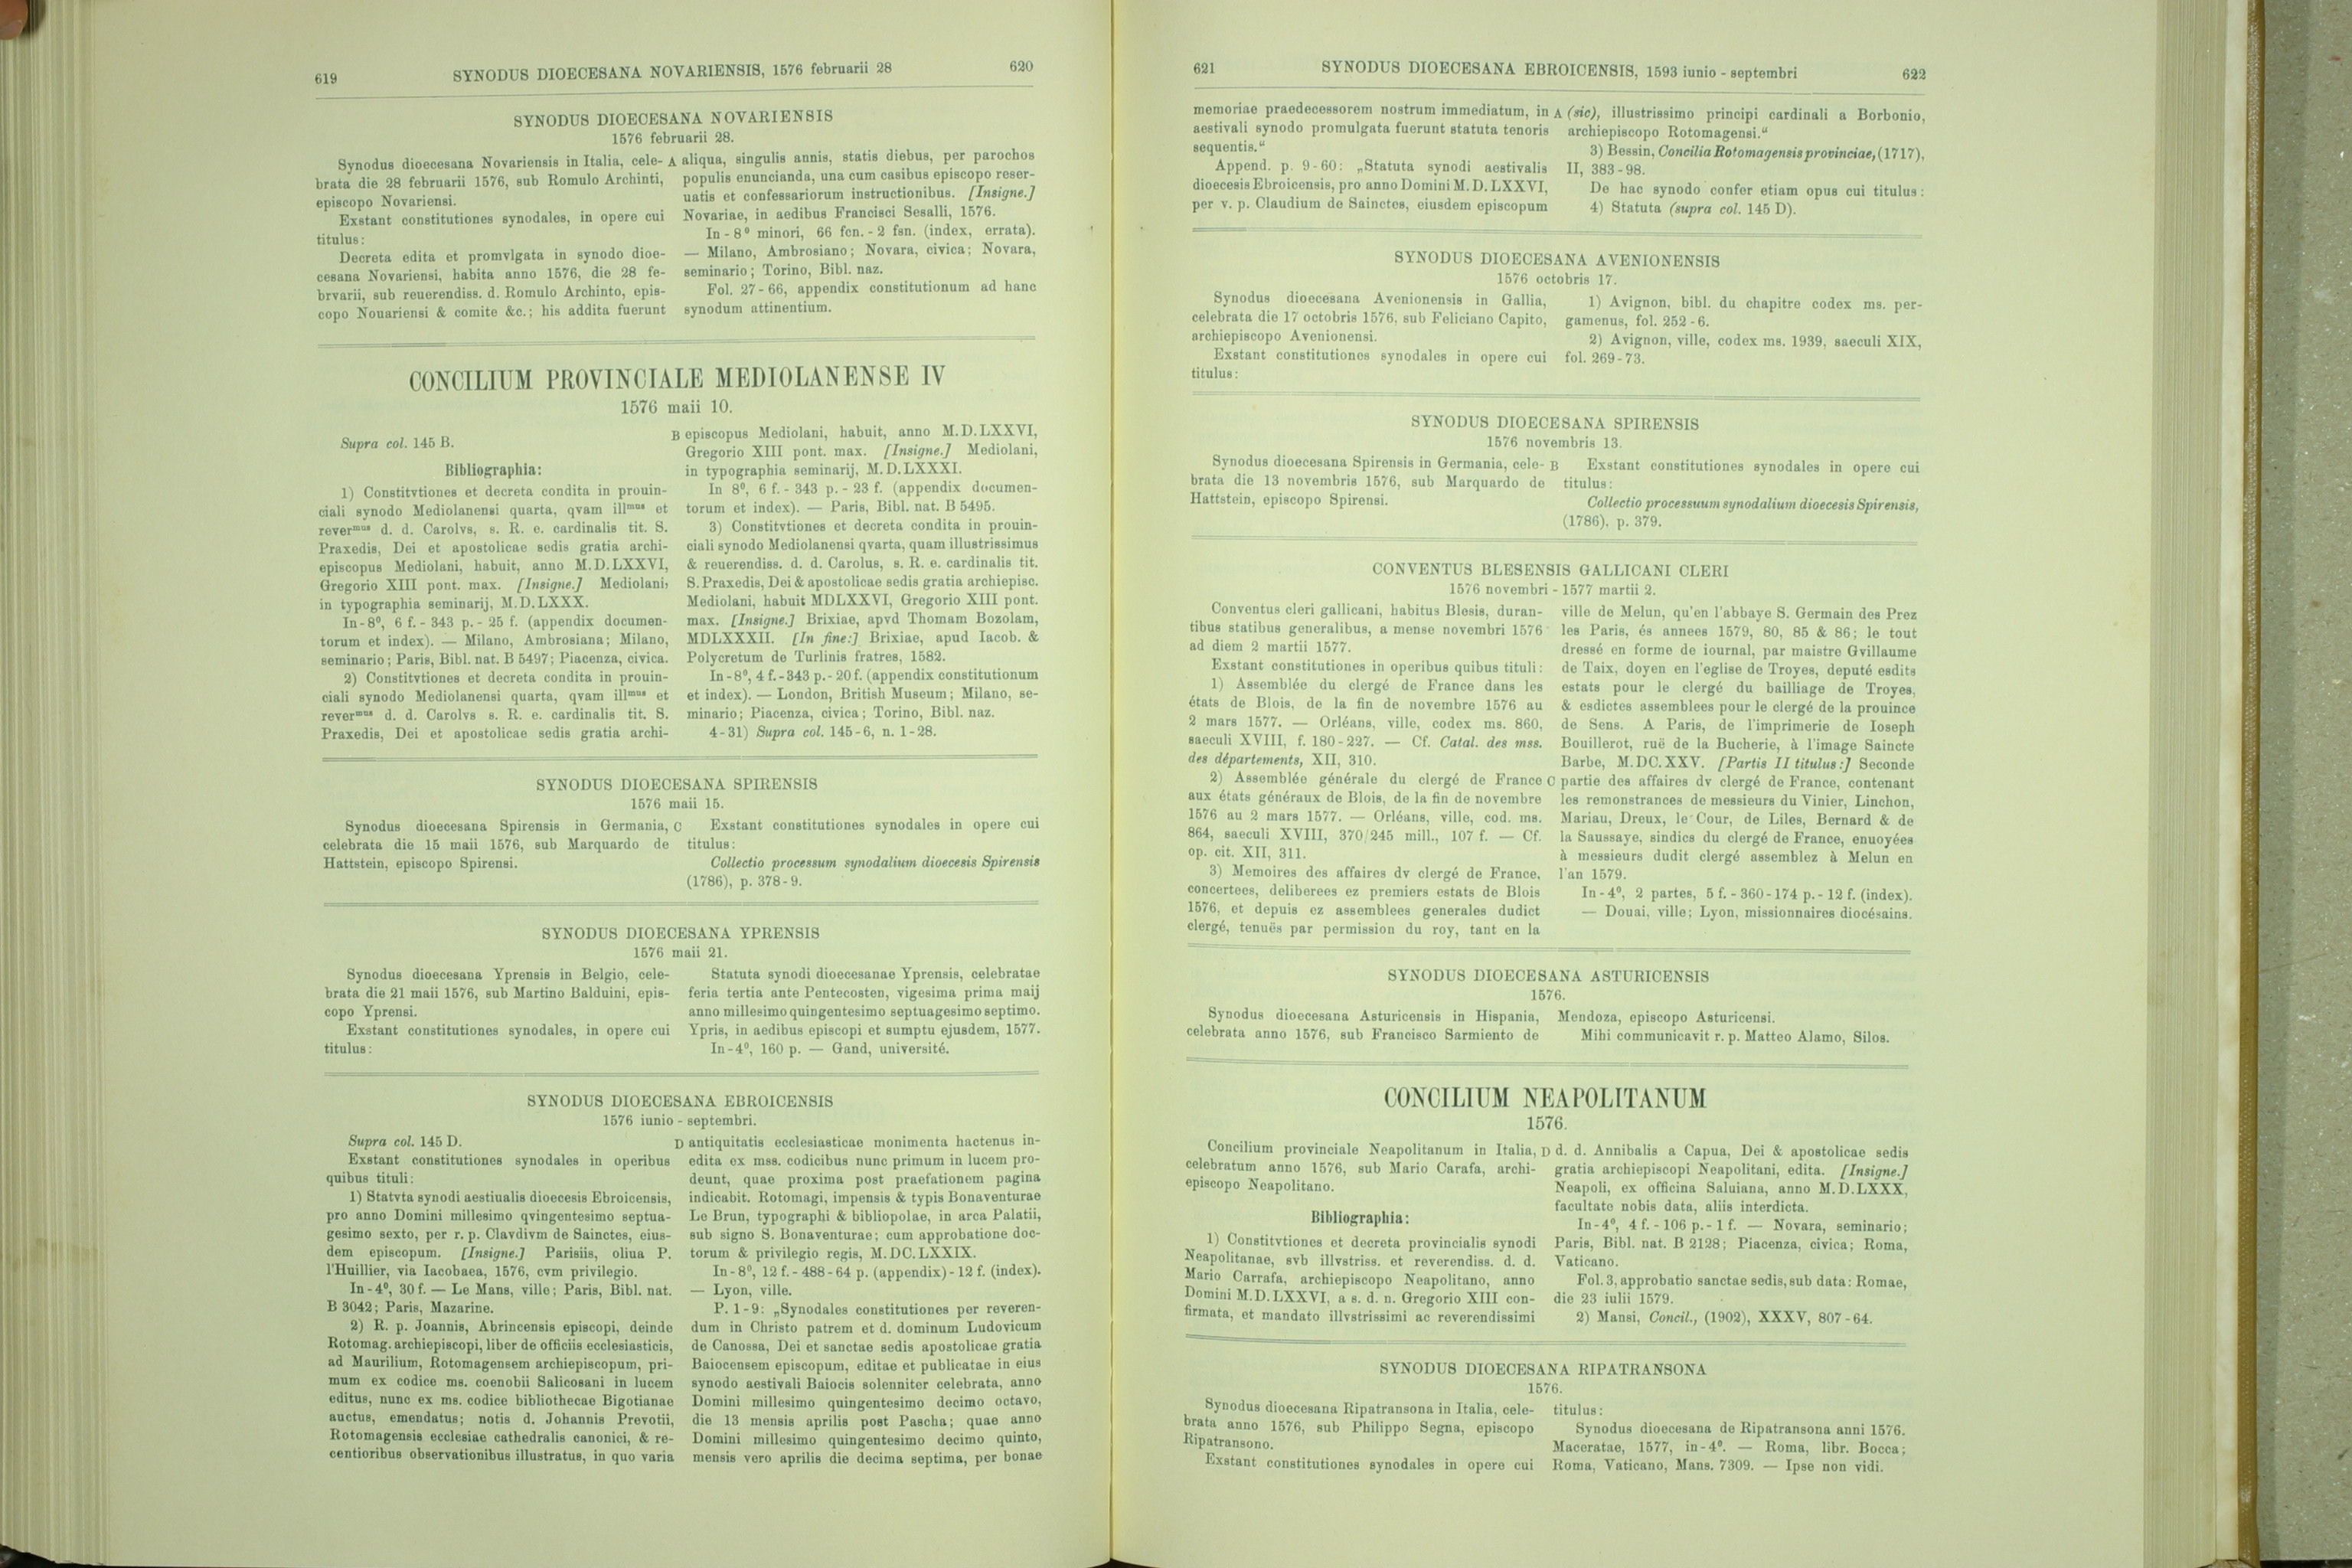 619
SYNODUS DIOECESANA NOVARIENSIS, 1576 februarii 28
620
SYNODUS DIOECESANA NOVARIENSIS
1576 februarii 28.
Synodus dioecesana Novariensis in Italia, cele-
brata die 28 februarii 1576, sub Romulo Archinti,
episcopo Novariensi.
Exstant constitutiones synodales, in opere cui
titulus:
Decreta edita et promvlgata in synodo dioe-
cesana Novariensi, habita anno 1576, die 28 fe-
brvarii, sub reuerendiss. d. Romulo Archinto, epis-
copo Nouariensi & comite &c.; his addita fuerunt
A aliqua, singulis annis, statis diebus, per parochos
populis enuncianda, una cum casibus episcopo reser-
uatis et confessariorum instructionibus. [Insigne.]
Novariae, in aedibus Francisci Sesalli, 1576.
In-8⁰ minori, 66 fcn. - 2 fsn. (index, errata).
— Milano, Ambrosiano; Novara, civica; Novara,
seminario; Torino, Bibl. naz.
Fol. 27-66, appendix constitutionum ad hanc
synodum attinentium.
CONCILIUM PROVINCIALE MEDIOLANENSE IV
1576 maii 10.
Supra col. 145 B.
Bibliographia:
1) Constitvtiones et decreta condita in prouin-
ciali synodo Mediolanensi quarta, qvam illᵐᵘˢ et
reverᵐᵘˢ d. d. Carolvs, s. R. e. cardinalis tit. S.
Praxedis, Dei et apostolicae sedis gratia archi-
episcopus Mediolani, habuit, anno M.D.LXXVI,
Gregorio XIII pont. max. [Insigne.] Mediolani,
in typographia seminarij, M.D.LXXX.
In-8⁰, 6 f. - 343 p. - 25 f. (appendix documen-
torum et index). — Milano, Ambrosiana; Milano,
seminario; Paris, Bibl. nat. B 5497; Piacenza, civica.
2) Constitvtiones et decreta condita in prouin-
ciali synodo Mediolanensi quarta, qvam illᵐᵘˢ et
reverᵐᵘˢ d. d. Carolvs s. R. e. cardinalis tit. S.
Praxedis, Dei et apostolicae sedis gratia archi-
B episcopus Mediolani, habuit, anno M.D.LXXVI,
Gregorio XIII pont. max. [Insigne.] Mediolani,
in typographia seminarij, M.D.LXXXI.
In 8⁰, 6 f. - 343 p. - 23 f. (appendix documen-
torum et index). — Paris, Bibl. nat. B 5495.
3) Constitvtiones et decreta condita in prouin-
ciali synodo Mediolanensi qvarta, quam illustrissimus
& reuerendiss. d. d. Carolus, s. R. e. cardinalis tit.
S. Praxedis, Dei & apostolicae sedis gratia archiepisc.
Mediolani, habuit MDLXXVI, Gregorio XIII pont.
max. [Insigne.] Brixiae, apvd Thomam Bozolam,
MDLXXXII. [In fine:] Brixiae, apud Iacob. &
Polycretum de Turlinis fratres, 1582.
In-8⁰, 4 f. - 343 p. - 20 f. (appendix constitutionum
et index). — London, British Museum; Milano, se-
minario; Piacenza, civica; Torino, Bibl. naz.
4-31) Supra col. 145-6, n. 1-28.
SYNODUS DIOECESANA SPIRENSIS
1576 maii 15.
Synodus dioecesana Spirensis in Germania,
celebrata die 15 maii 1576, sub Marquardo de
Hattstein, episcopo Spirensi.
C Exstant constitutiones synodales in opere cui
titulus:
Collectio processum synodalium dioecesis Spirensis
(1786), p. 378-9.
SYNODUS DIOECESANA YPRENSIS
1576 maii 21.
Synodus dioecesana Yprensis in Belgio, cele-
brata die 21 maii 1576, sub Martino Balduini, epis-
copo Yprensi.
Exstant constitutiones synodales, in opere cui
titulus:
Statuta synodi dioecesanae Yprensis, celebratae
feria tertia ante Pentecosten, vigesima prima maij
anno millesimo quingentesimo septuagesimo septimo.
Ypris, in aedibus episcopi et sumptu ejusdem, 1577.
In-4⁰, 160 p. — Gand, université.
SYNODUS DIOECESANA EBROICENSIS
1576 iunio - septembri.
Supra col. 145 D.
Exstant constitutiones synodales in operibus
quibus tituli:
1) Statvta synodi aestiualis dioecesis Ebroicensis,
pro anno Domini millesimo qvingentesimo septua-
gesimo sexto, per r. p. Clavdivm de Sainctes, eius-
dem episcopum. [Insigne.] Parisiis, oliua P.
l'Huillier, via Iacobaea, 1576, cvm privilegio.
In-4⁰, 30 f. — Le Mans, ville; Paris, Bibl. nat.
B 3042; Paris, Mazarine.
2) R. p. Joannis, Abrincensis episcopi, deinde
Rotomag. archiepiscopi, liber de officiis ecclesiasticis,
ad Maurilium, Rotomagensem archiepiscopum, pri-
mum ex codice ms. coenobii Salicosani in lucem
editus, nunc ex ms. codice bibliothecae Bigotianae
auctus, emendatus; notis d. Johannis Prevotii,
Rotomagensis ecclesiae cathedralis canonici, & re-
centioribus observationibus illustratus, in quo varia
D antiquitatis ecclesiasticae monimenta hactenus in-
edita ex mss. codicibus nunc primum in lucem pro-
deunt, quae proxima post praefationem pagina
indicabit. Rotomagi, impensis & typis Bonaventurae
Le Brun, typographi & bibliopolae, in arca Palatii,
sub signo S. Bonaventurae; cum approbatione doc-
torum & privilegio regis, M.DC.LXXIX.
In-8⁰, 12 f. - 488-64 p. (appendix) - 12 f. (index).
— Lyon, ville.
P. 1-9: „Synodales constitutiones per reveren-
dum in Christo patrem et d. dominum Ludovicum
de Canossa, Dei et sanctae sedis apostolicae gratia
Baiocensem episcopum, editae et publicatae in eius
synodo aestivali Baiocis solenniter celebrata, anno
Domini millesimo quingentesimo decimo octavo,
die 13 mensis aprilis post Pascha; quae anno
Domini millesimo quingentesimo decimo quinto,
mensis vero aprilis die decima septima, per bonae
621
SYNODUS DIOECESANA EBROICENSIS, 1593 iunio - septembri
622
memoriae praedecessorem nostrum immediatum, in
aestivali synodo promulgata fuerunt statuta tenoris
sequentis.“
Append. p. 9-60: „Statuta synodi aestivalis
dioecesis Ebroicensis, pro anno Domini M.D.LXXVI,
per v. p. Claudium de Sainctes, eiusdem episcopum
A (sic), illustrissimo principi cardinali a Borbonio,
archiepiscopo Rotomagensi.“
3) Bessin, Concilia Rotomagensis provinciae, (1717),
II, 383-98.
De hac synodo confer etiam opus cui titulus:
4) Statuta (supra col. 145 D).
SYNODUS DIOECESANA AVENIONENSIS
1576 octobris 17.
Synodus dioecesana Avenionensis in Gallia,
celebrata die 17 octobris 1576, sub Feliciano Capito,
archiepiscopo Avenionensi.
Exstant constitutiones synodales in opere cui
titulus:
1) Avignon, bibl. du chapitre codex ms. per-
gamenus, fol. 252-6.
2) Avignon, ville, codex ms. 1939, saeculi XIX,
fol. 269-73.
SYNODUS DIOECESANA SPIRENSIS
1576 novembris 13.
Synodus dioecesana Spirensis in Germania, cele-
brata die 13 novembris 1576, sub Marquardo de
Hattstein, episcopo Spirensi.
B Exstant constitutiones synodales in opere cui
titulus:
Collectio processuum synodalium dioecesis Spirensis,
(1786), p. 379.
CONVENTUS BLESENSIS GALLICANI CLERI
1576 novembri - 1577 martii 2.
Conventus cleri gallicani, habitus Blesis, duran-
tibus statibus generalibus, a mense novembri 1576
ad diem 2 martii 1577.
Exstant constitutiones in operibus quibus tituli:
1) Assemblée du clergé de France dans les
états de Blois, de la fin de novembre 1576 au
2 mars 1577. — Orléans, ville, codex ms. 860,
saeculi XVIII, f. 180-227. — Cf. Catal. des mss.
des départements, XII, 310.
2) Assemblée générale du clergé de France
aux états généraux de Blois, de la fin de novembre
1576 au 2 mars 1577. — Orléans, ville, cod. ms.
864, saeculi XVIII, 370/245 mill., 107 f. — Cf.
op. cit. XII, 311.
3) Memoires des affaires dv clergé de France,
concertees, deliberees ez premiers estats de Blois
1576, et depuis ez assemblees generales dudict
clergé, tenuës par permission du roy, tant en la
ville de Melun, qu'en l'abbaye S. Germain des Prez
les Paris, és annees 1579, 80, 85 & 86; le tout
dressé en forme de iournal, par maistre Gvillaume
de Taix, doyen en l'eglise de Troyes, deputé esdits
estats pour le clergé du bailliage de Troyes,
& esdictes assemblees pour le clergé de la prouince
de Sens. A Paris, de l'imprimerie de Ioseph
Bouillerot, ruë de la Bucherie, à l'image Saincte
Barbe, M.DC.XXV. [Partis II titulus:] Seconde
C partie des affaires dv clergé de France, contenant
les remonstrances de messieurs du Vinier, Linchon,
Mariau, Dreux, le Cour, de Liles, Bernard & de
la Saussaye, sindics du clergé de France, enuoyées
à messieurs dudit clergé assemblez à Melun en
l'an 1579.
In-4⁰, 2 partes, 5 f. - 360-174 p. - 12 f. (index).
— Douai, ville; Lyon, missionnaires diocésains.
SYNODUS DIOECESANA ASTURICENSIS
1576.
Synodus dioecesana Asturicensis in Hispania,
celebrata anno 1576, sub Francisco Sarmiento de
Mendoza, episcopo Asturicensi.
Mihi communicavit r. p. Matteo Alamo, Silos.
CONCILIUM NEAPOLITANUM
1576.
Concilium provinciale Neapolitanum in Italia,
celebratum anno 1576, sub Mario Carafa, archi-
episcopo Neapolitano.
Bibliographia:
1) Constitvtiones et decreta provincialis synodi
Neapolitanae, svb illvstriss. et reverendiss. d. d.
Mario Carrafa, archiepiscopo Neapolitano, anno
Domini M.D.LXXVI, a s. d. n. Gregorio XIII con-
firmata, et mandato illvstrissimi ac reverendissimi
D d. d. Annibalis a Capua, Dei & apostolicae sedis
gratia archiepiscopi Neapolitani, edita. [Insigne.]
Neapoli, ex officina Saluiana, anno M.D.LXXX,
facultate nobis data, aliis interdicta.
In-4⁰, 4 f. - 106 p. - 1 f. — Novara, seminario;
Paris, Bibl. nat. B 2128; Piacenza, civica; Roma,
Vaticano.
Fol. 3, approbatio sanctae sedis, sub data: Romae,
die 23 iulii 1579.
2) Mansi, Concil., (1902), XXXV, 807-64.
SYNODUS DIOECESANA RIPATRANSONA
1576.
Synodus dioecesana Ripatransona in Italia, cele-
brata anno 1576, sub Philippo Segna, episcopo
Ripatransono.
Exstant constitutiones synodales in opere cui
titulus:
Synodus dioecesana de Ripatransona anni 1576.
Maceratae, 1577, in-4⁰. — Roma, libr. Bocca;
Roma, Vaticano, Mans. 7309. — Ipse non vidi.